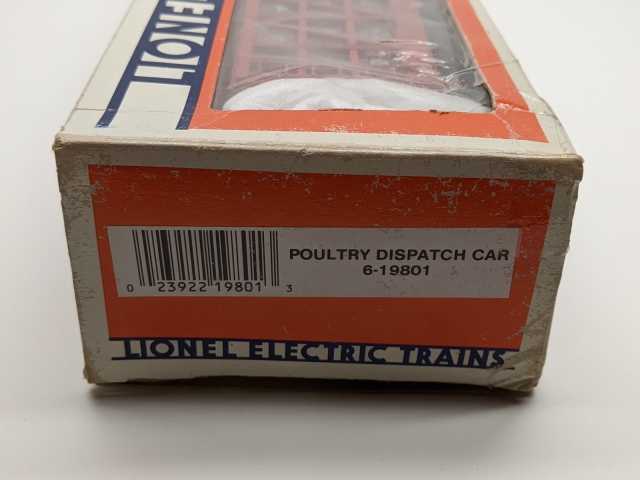 LIONEL
POULTRY DISPATCH CAR
6-19801
0 23922 19801 3
LIONEL ELECTRIC TRAINS